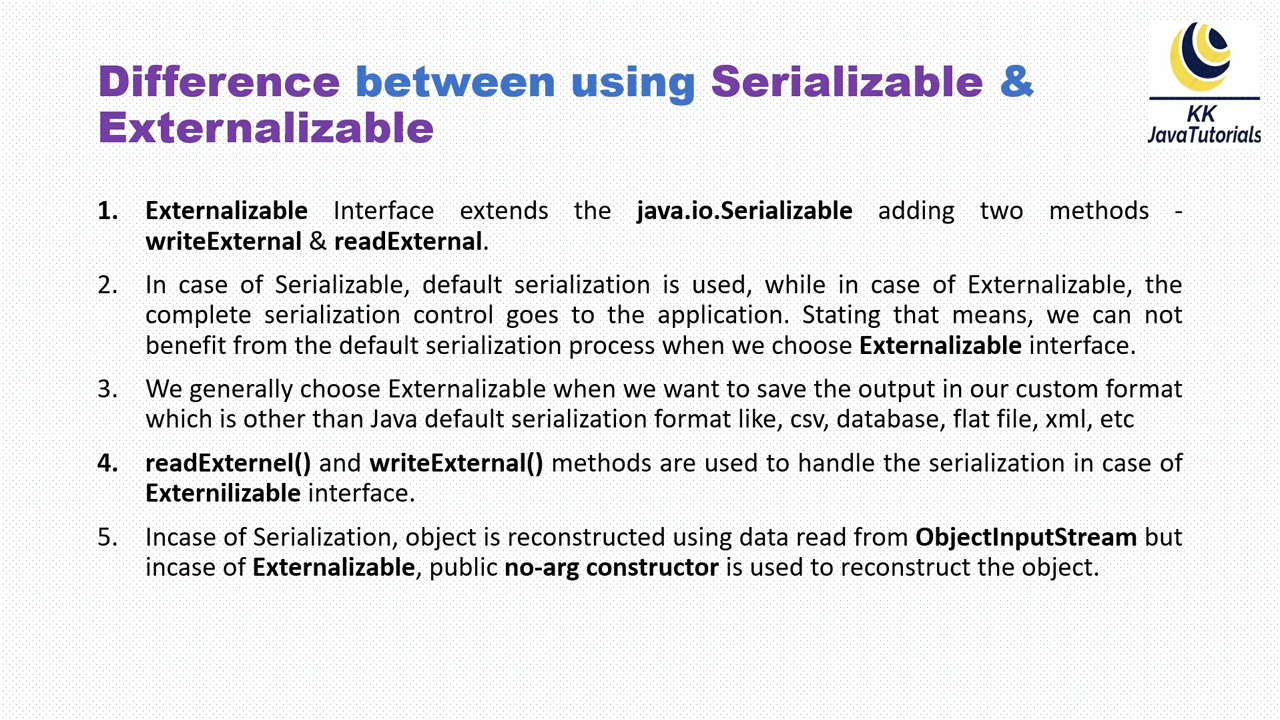 Difference between using Serializable &
Externalizable
KK
JavaTutorials
1. Externalizable Interface extends the java.io.Serializable adding two methods -
writeExternal & readExternal.
2. In case of Serializable, default serialization is used, while in case of Externalizable, the
complete serialization control goes to the application. Stating that means, we can not
benefit from the default serialization process when we choose Externalizable interface.
3. We generally choose Externalizable when we want to save the output in our custom format
which is other than Java default serialization format like, csv, database, flat file, xml, etc
4. readExternel() and writeExternal() methods are used to handle the serialization in case of
Externilizable interface.
5. Incase of Serialization, object is reconstructed using data read from ObjectInputStream but
incase of Externalizable, public no-arg constructor is used to reconstruct the object.